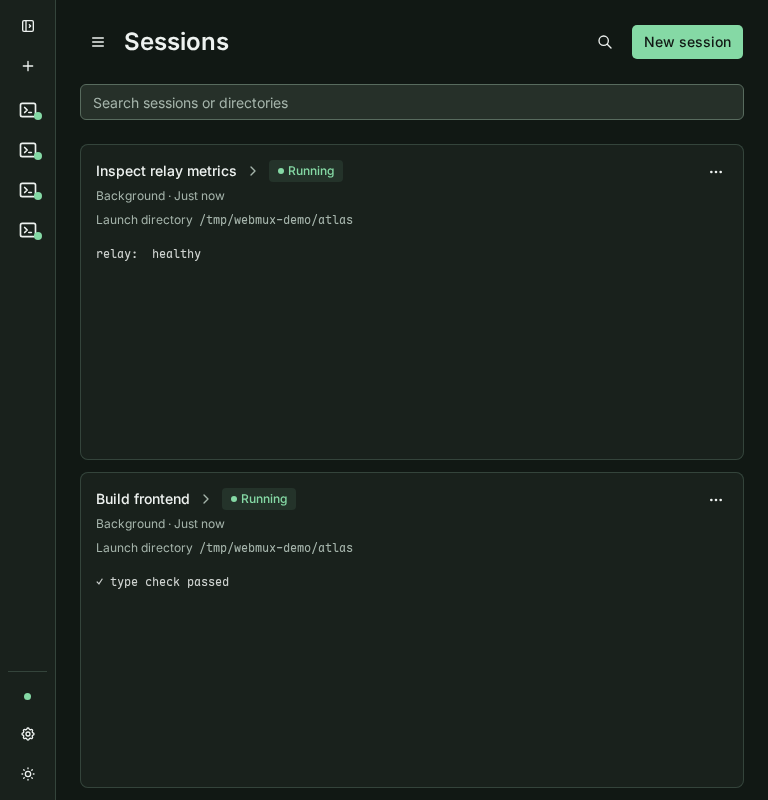 Sessions
New session
Search sessions or directories
Inspect relay metrics
Running
Background · Just now
Launch directory /tmp/webmux-demo/atlas
relay:  healthy
Build frontend
Running
Background · Just now
Launch directory /tmp/webmux-demo/atlas
✓ type check passed